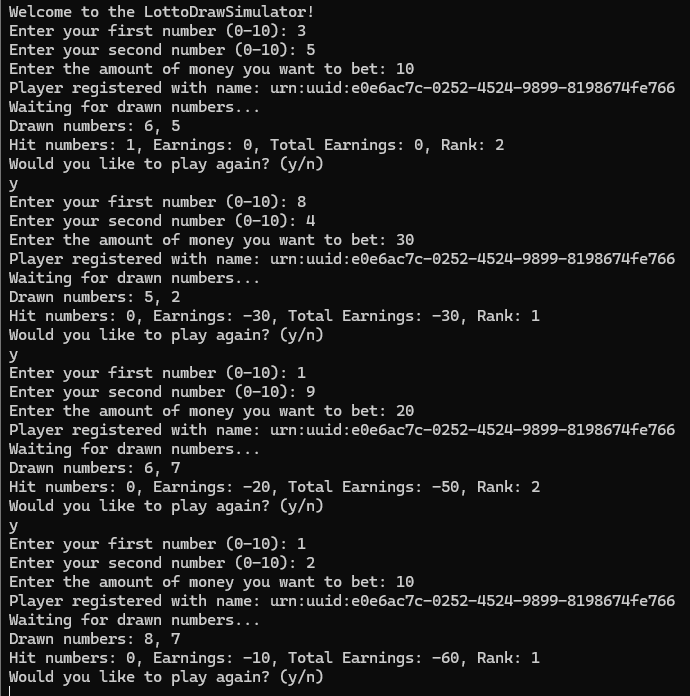 Welcome to the LottoDrawSimulator!
Enter your first number (0-10): 3
Enter your second number (0-10): 5
Enter the amount of money you want to bet: 10
Player registered with name: urn:uuid:e0e6ac7c-0252-4524-9899-8198674fe766
Waiting for drawn numbers...
Drawn numbers: 6, 5
Hit numbers: 1, Earnings: 0, Total Earnings: 0, Rank: 2
Would you like to play again? (y/n)
y
Enter your first number (0-10): 8
Enter your second number (0-10): 4
Enter the amount of money you want to bet: 30
Player registered with name: urn:uuid:e0e6ac7c-0252-4524-9899-8198674fe766
Waiting for drawn numbers...
Drawn numbers: 5, 2
Hit numbers: 0, Earnings: -30, Total Earnings: -30, Rank: 1
Would you like to play again? (y/n)
y
Enter your first number (0-10): 1
Enter your second number (0-10): 9
Enter the amount of money you want to bet: 20
Player registered with name: urn:uuid:e0e6ac7c-0252-4524-9899-8198674fe766
Waiting for drawn numbers...
Drawn numbers: 6, 7
Hit numbers: 0, Earnings: -20, Total Earnings: -50, Rank: 2
Would you like to play again? (y/n)
y
Enter your first number (0-10): 1
Enter your second number (0-10): 2
Enter the amount of money you want to bet: 10
Player registered with name: urn:uuid:e0e6ac7c-0252-4524-9899-8198674fe766
Waiting for drawn numbers...
Drawn numbers: 8, 7
Hit numbers: 0, Earnings: -10, Total Earnings: -60, Rank: 1
Would you like to play again? (y/n)